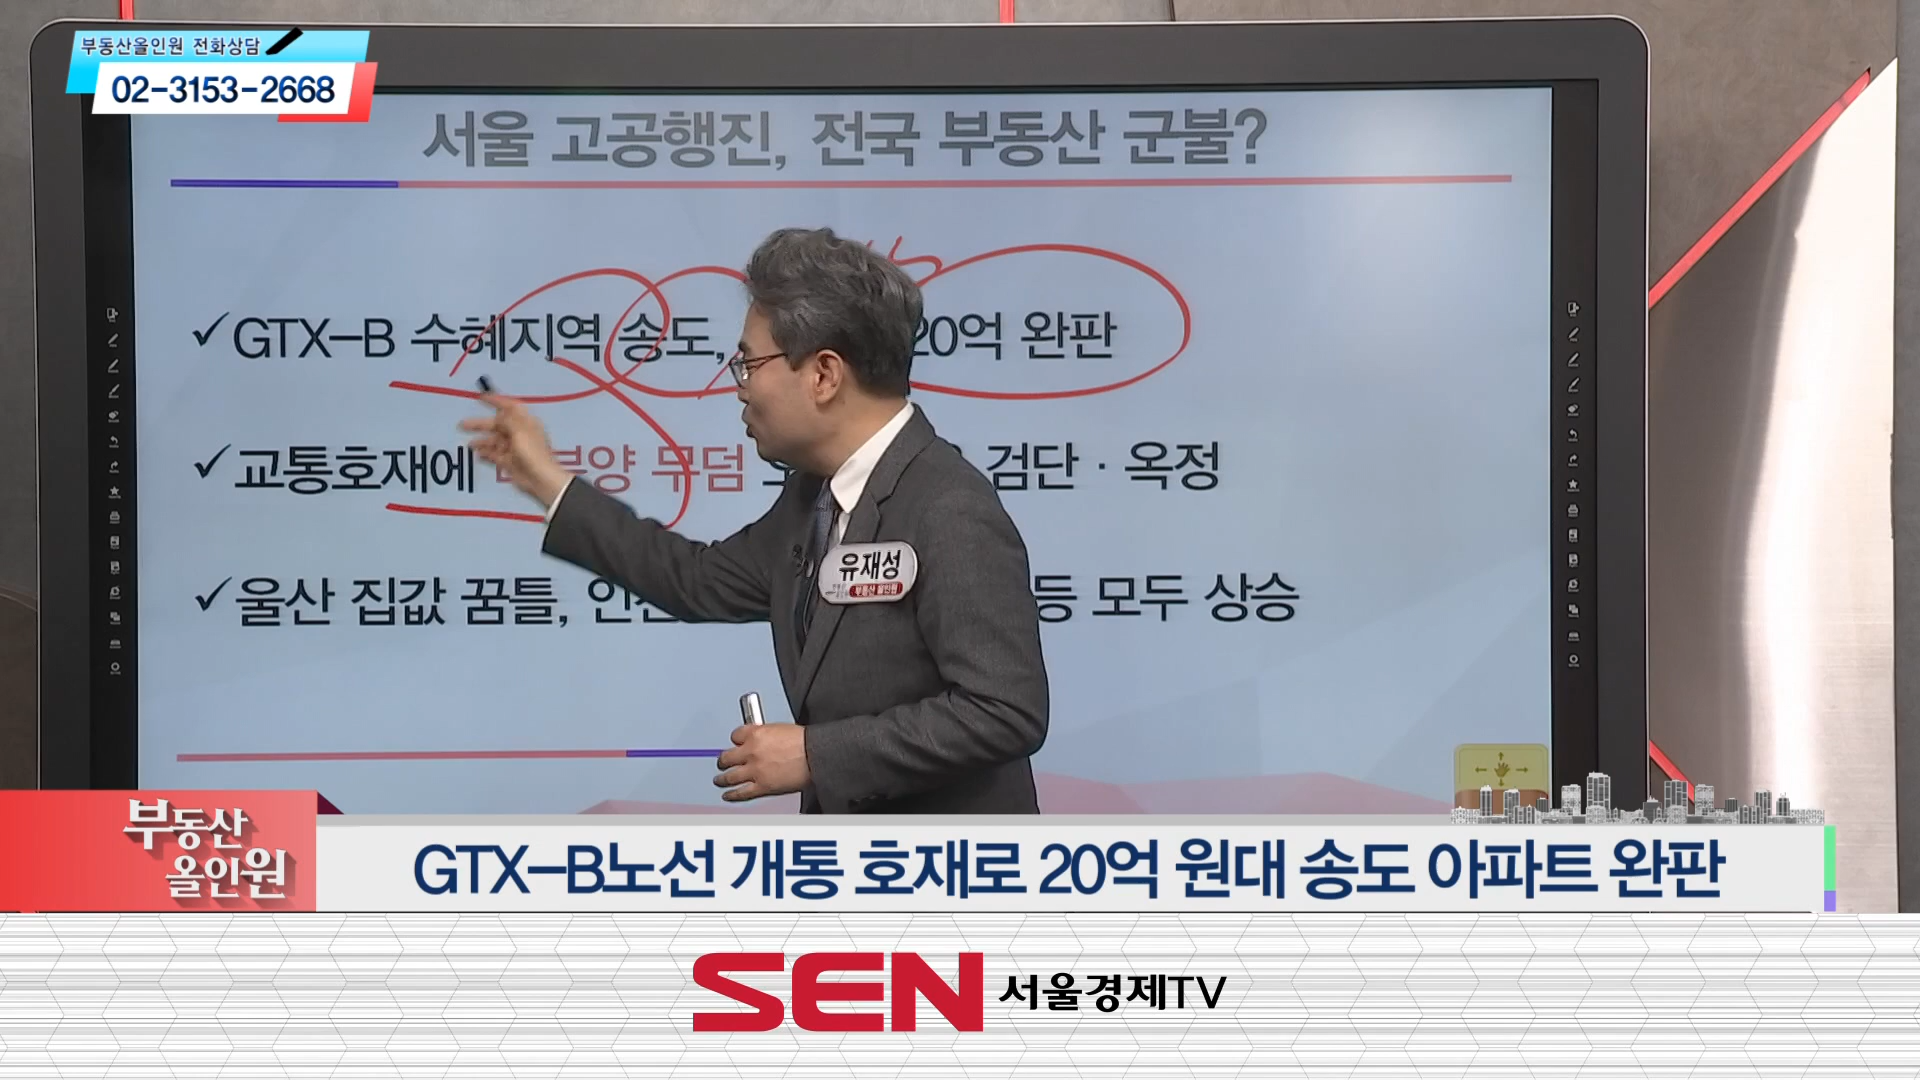 부동산올인원 전화상담
02-3153-2668
서울 고공행진, 전국 부동산 군불?
✓GTX-B 수혜지역 송도, 20억 완판
✓교통호재에 무덤 검단·옥정
✓울산 집값 꿈틀, 등 모두 상승
유재성
부동산 올인원
부동산
올인원
GTX-B노선 개통 호재로 20억 원대 송도 아파트 완판
SEN 서울경제TV